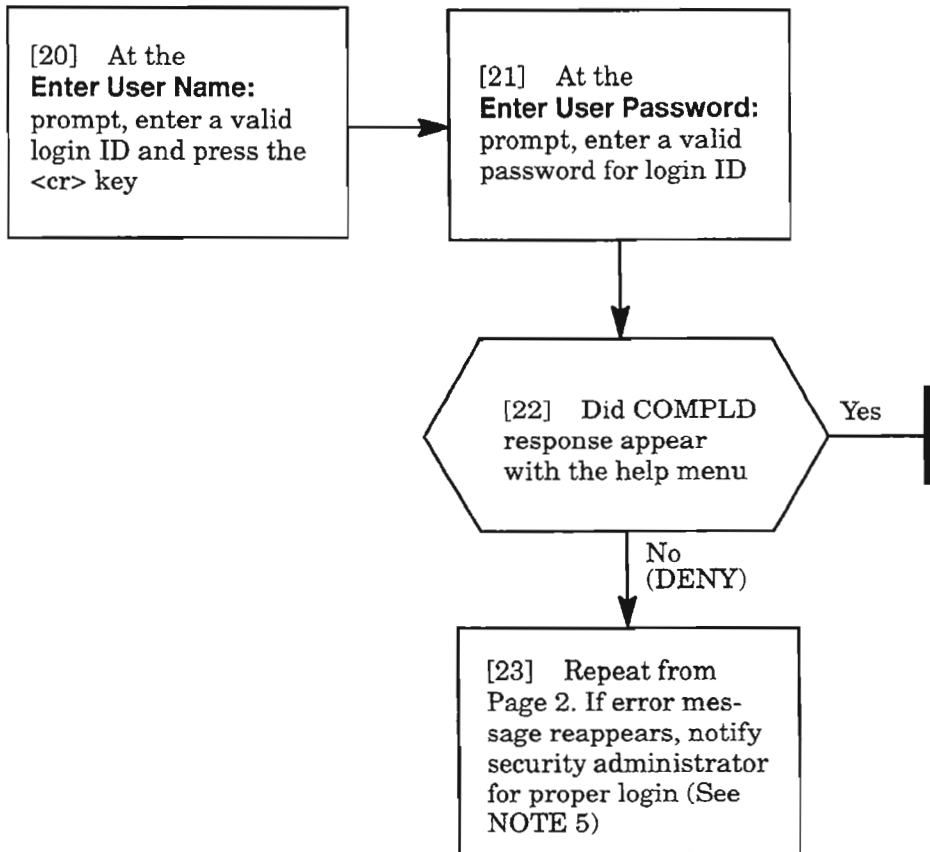 [20] At the
Enter User Name:
prompt, enter a valid
login ID and press the
<cr> key
[21] At the
Enter User Password:
prompt, enter a valid
password for login ID
[22] Did COMPLD
response appear
with the help menu
Yes
No
(DENY)
[23] Repeat from
Page 2. If error mes-
sage reappears, notify
security administrator
for proper login (See
NOTE 5)